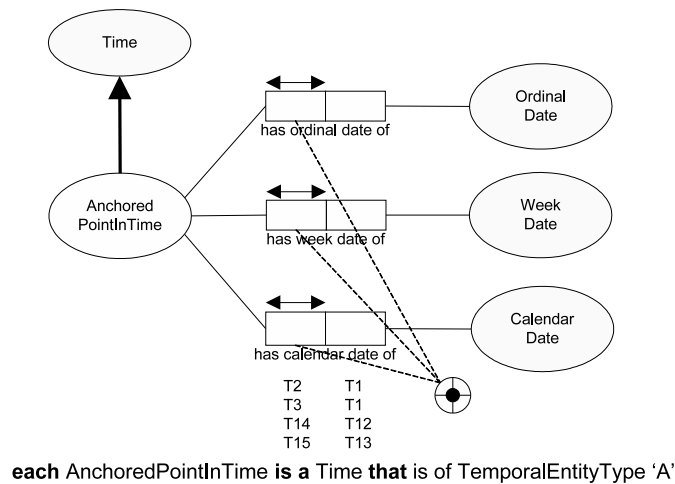 Time
Ordinal
Date
has ordinal date of
Anchored
PointInTime
Week
Date
has week date of
Calendar
Date
has calendar date of
T2 T1
T3 T1
T14 T12
T15 T13
each AnchoredPointInTime is a Time that is of TemporalEntityType ‘A’